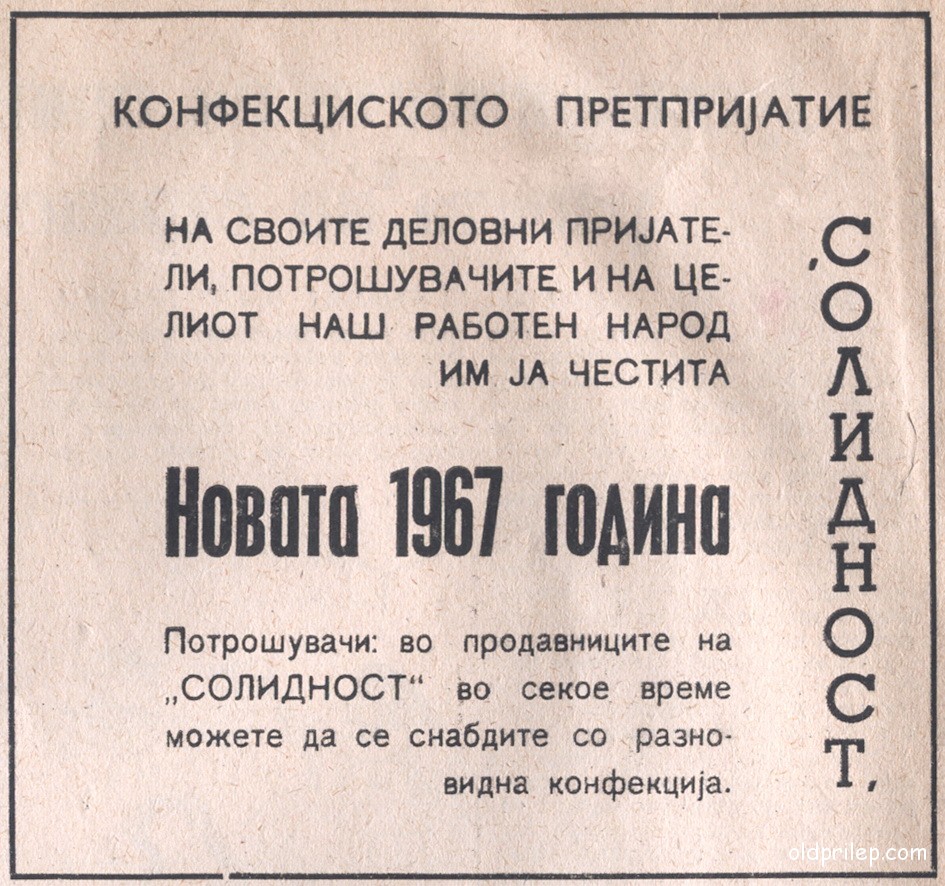 КОНФЕКЦИСКОТО ПРЕТПРИЈАТИЕ
‚СОЛИДНОСТ‚
НА СВОИТЕ ДЕЛОВНИ ПРИЈАТЕ-
ЛИ, ПОТРОШУВАЧИТЕ И НА ЦЕ-
ЛИОТ НАШ РАБОТЕН НАРОД
ИМ ЈА ЧЕСТИТА
Новата 1967 година
Потрошувачи: во продавниците на
„СОЛИДНОСТ“ во секое време
можете да се снабдите со разно-
видна конфекција.
oldprilep.com